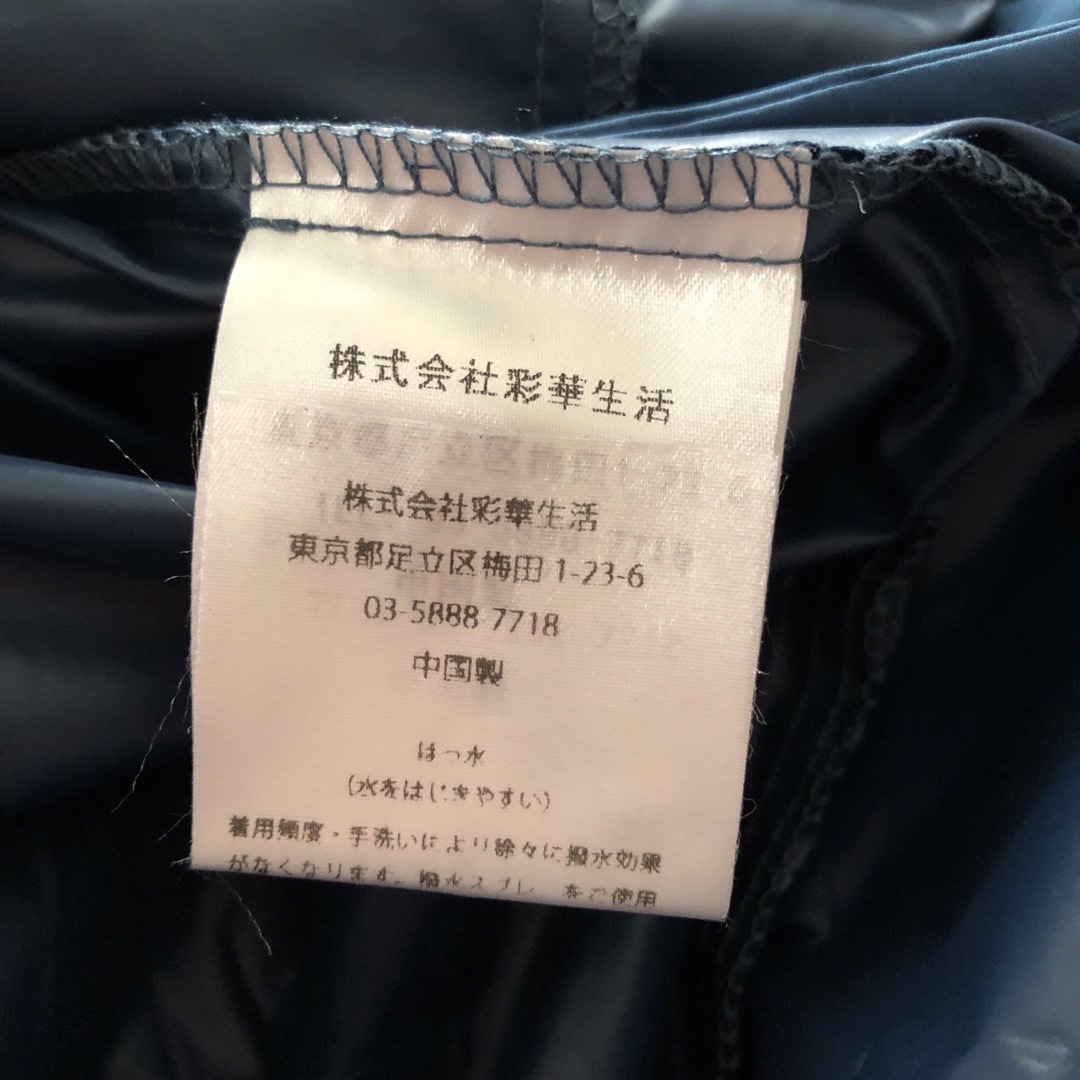 株式会社彩華生活
株式会社彩華生活
東京都足立区梅田 1-23-6
03-5888 7718
中国製
はっ水
(水をはじきやすい)
着用頻度・手洗いにより徐々に撥水効果
がなくなります。撥水スプレーをご使用